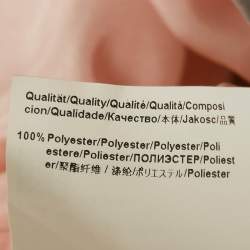 Qualität/Quality/Qualité/Qualità/Composi
cion/Qualidade/Качество/本体/Jakosc/品質
100% Polyester/Polyester/Polyester/Poli
estere/Poliester/ПОЛИЭСТЕР/Poliest
er/聚酯纤维 / 涤纶/ポリエステル/Poliester